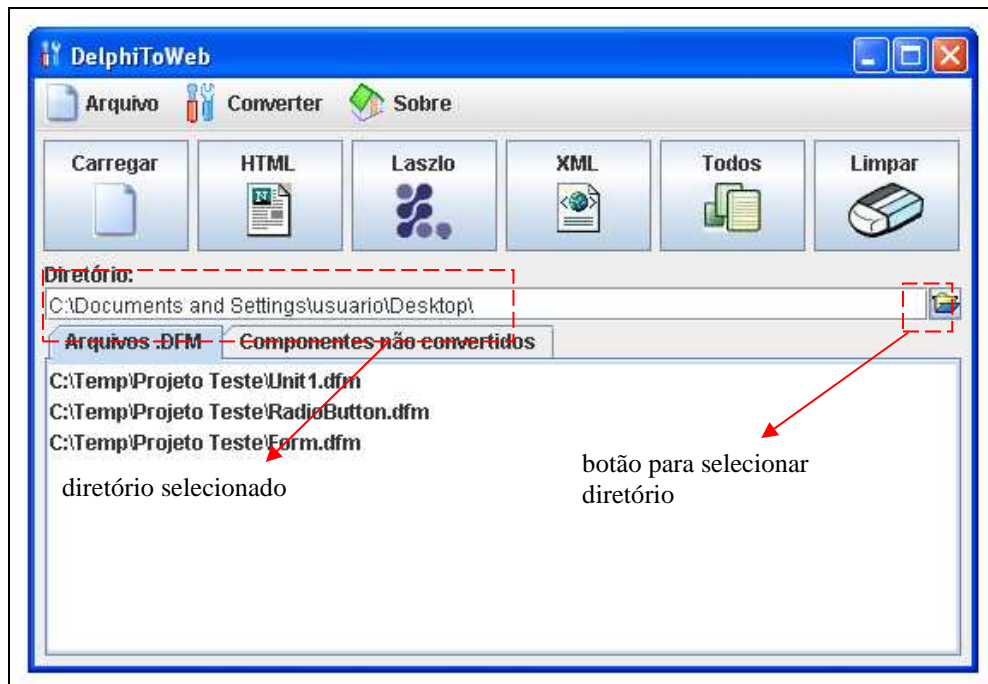 DelphiToWeb
Arquivo Converter Sobre
Carregar HTML Laszlo XML Todos Limpar
Diretório:
C:\Documents and Settings\usuario\Desktop\
Arquivos .DFM Componentes não convertidos
C:\Temp\Projeto Teste\Unit1.dfm
C:\Temp\Projeto Teste\RadioButton.dfm
C:\Temp\Projeto Teste\Form.dfm
diretório selecionado
botão para selecionar
diretório